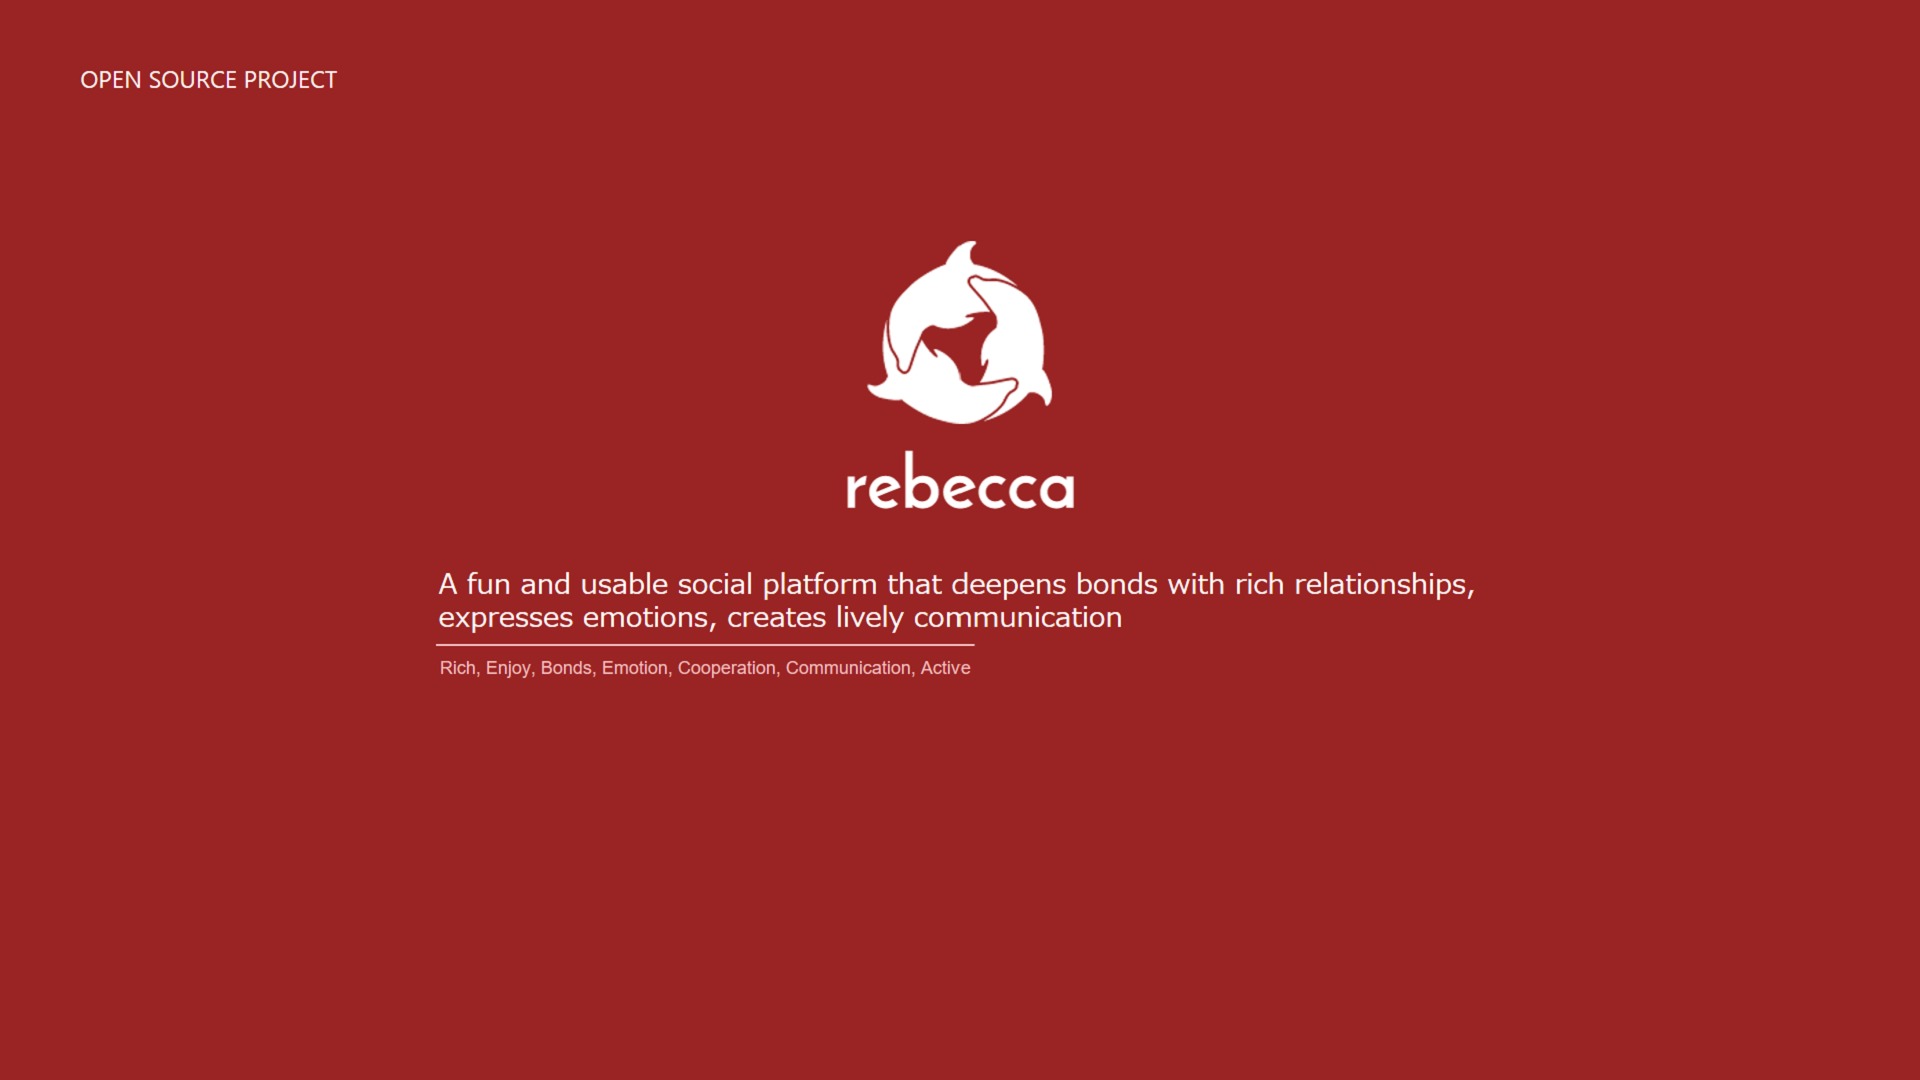 OPEN SOURCE PROJECT
rebecca
A fun and usable social platform that deepens bonds with rich relationships,
expresses emotions, creates lively communication
Rich, Enjoy, Bonds, Emotion, Cooperation, Communication, Active